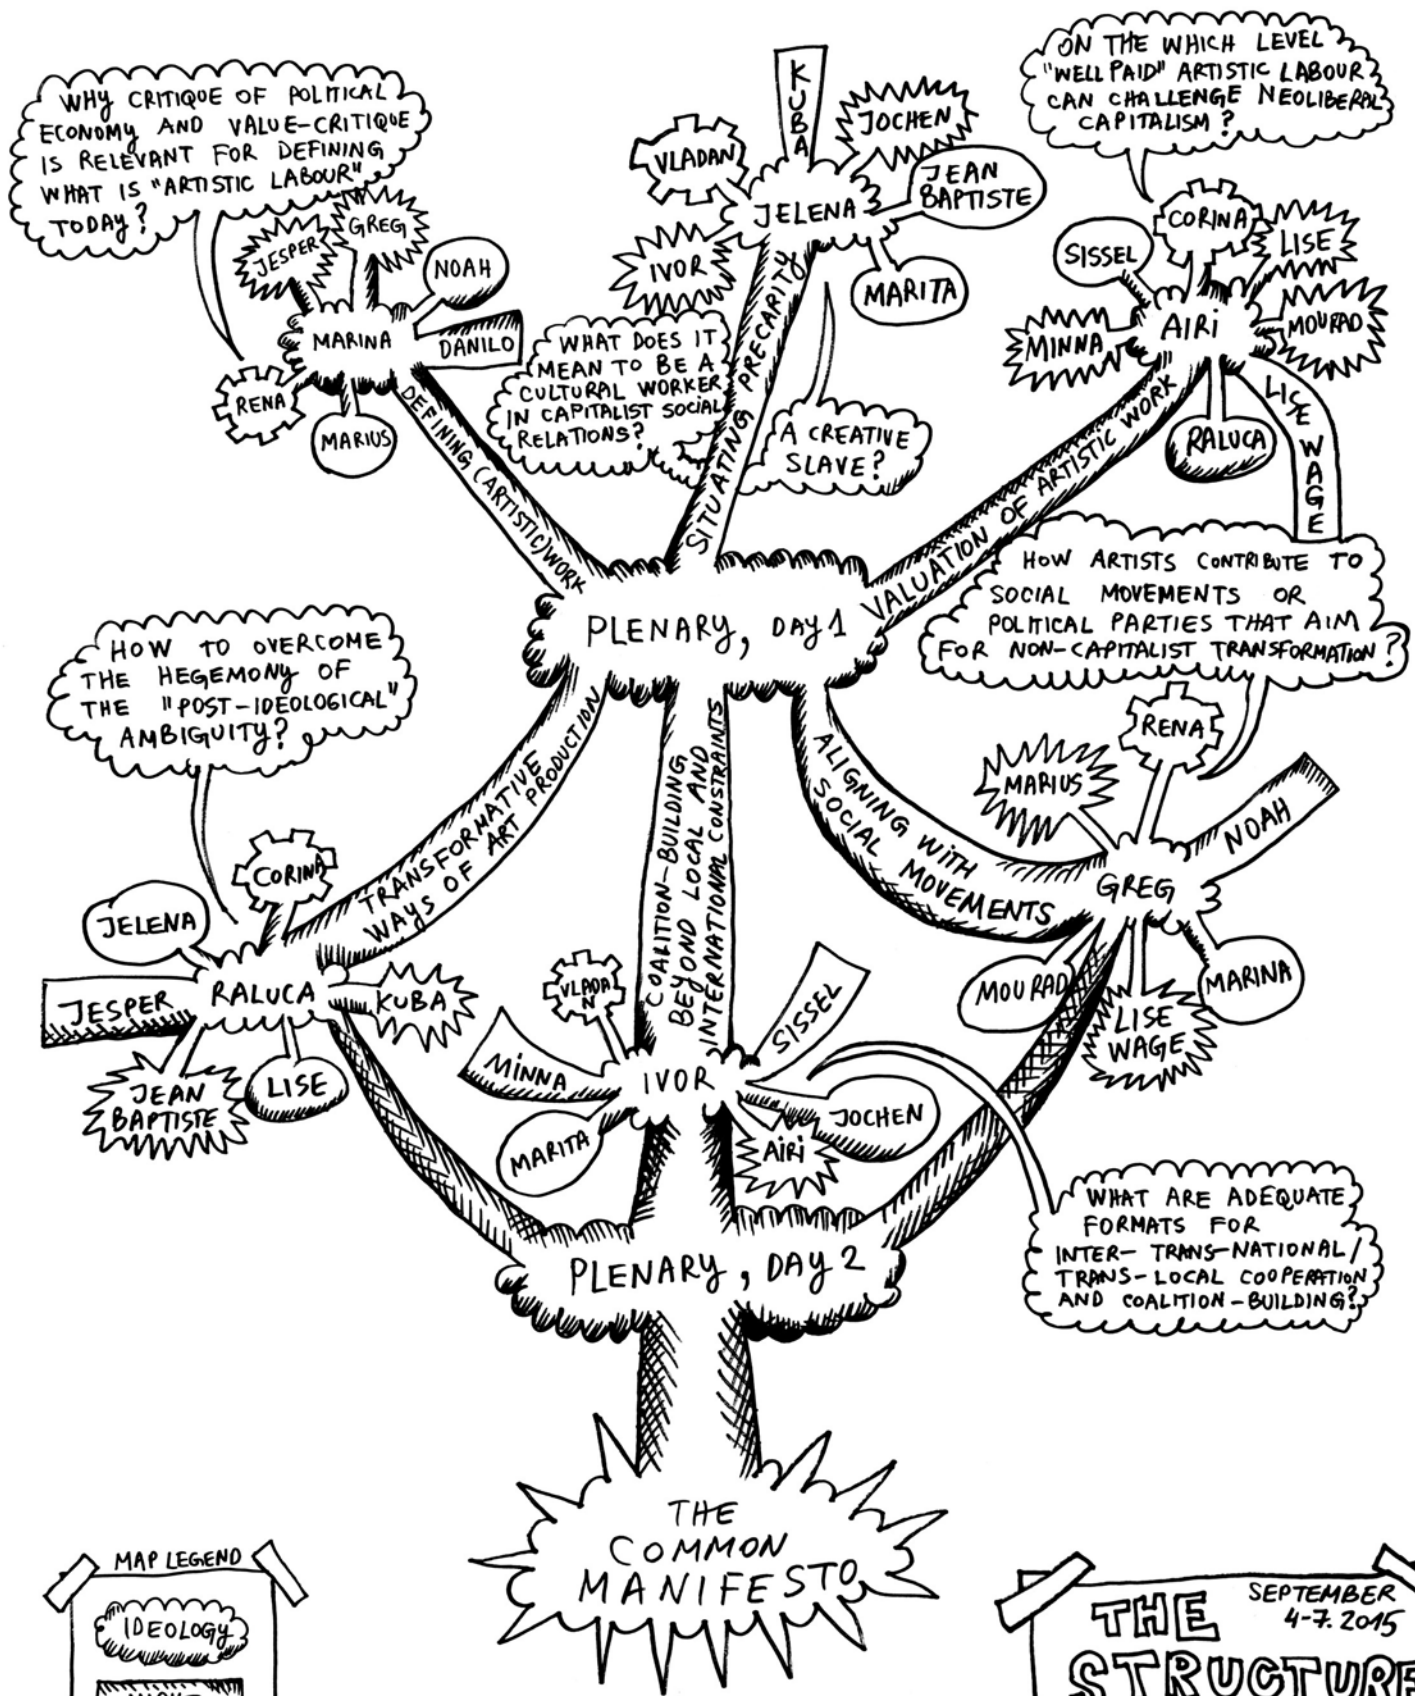 WHY CRITIQUE OF POLITICAL
ECONOMY AND VALUE-CRITIQUE
IS RELEVANT FOR DEFINING
WHAT IS "ARTISTIC LABOUR"
TODAY?
JESPER
GREG
NOAH
MARINA
DANILO
RENA
MARIUS
DEFINING (ARTISTIC) WORK
KUBA
VLADAN
JOCHEN
JEAN
BAPTISTE
JELENA
IVOR
MARITA
WHAT DOES IT
MEAN TO BE A
CULTURAL WORKER
IN CAPITALIST SOCIAL
RELATIONS?
SITUATING PRECARITY
A CREATIVE
SLAVE?
ON THE WHICH LEVEL
"WELL PAID" ARTISTIC LABOUR
CAN CHALLENGE NEOLIBERAL
CAPITALISM?
CORINA
SISSEL
LISE
AIRI
MOURAD
MINNA
RALUCA
LICE WAGE
VALUATION OF ARTISTIC WORK
PLENARY, DAY 1
HOW ARTISTS CONTRIBUTE TO
SOCIAL MOVEMENTS OR
POLITICAL PARTIES THAT AIM
FOR NON-CAPITALIST TRANSFORMATION?
HOW TO OVERCOME
THE HEGEMONY OF
THE "POST-IDEOLOGICAL"
AMBIGUITY?
TRANSFORMATIVE
WAYS OF ART PRODUCTION
COALITION-BUILDING
BEYOND LOCAL AND
INTERNATIONAL CONSTRAINTS
ALIGNING WITH
SOCIAL MOVEMENTS
RENA
MARIUS
NOAH
GREG
MOURAD
LISE
WAGE
MARINA
CORINA
JELENA
JESPER
RALUCA
KUBA
JEAN
BAPTISTE
LISE
VLADA
N
MINNA
IVOR
SISSEL
MARITA
AIRI
JOCHEN
WHAT ARE ADEQUATE
FORMATS FOR
INTER- TRANS-NATIONAL/
TRANS-LOCAL COOPERATION
AND COALITION-BUILDING?
PLENARY, DAY 2
THE
COMMON
MANIFESTO
MAP LEGEND
IDEOLOGY
THE
SEPTEMBER
4-7. 2015
STRUCTURE